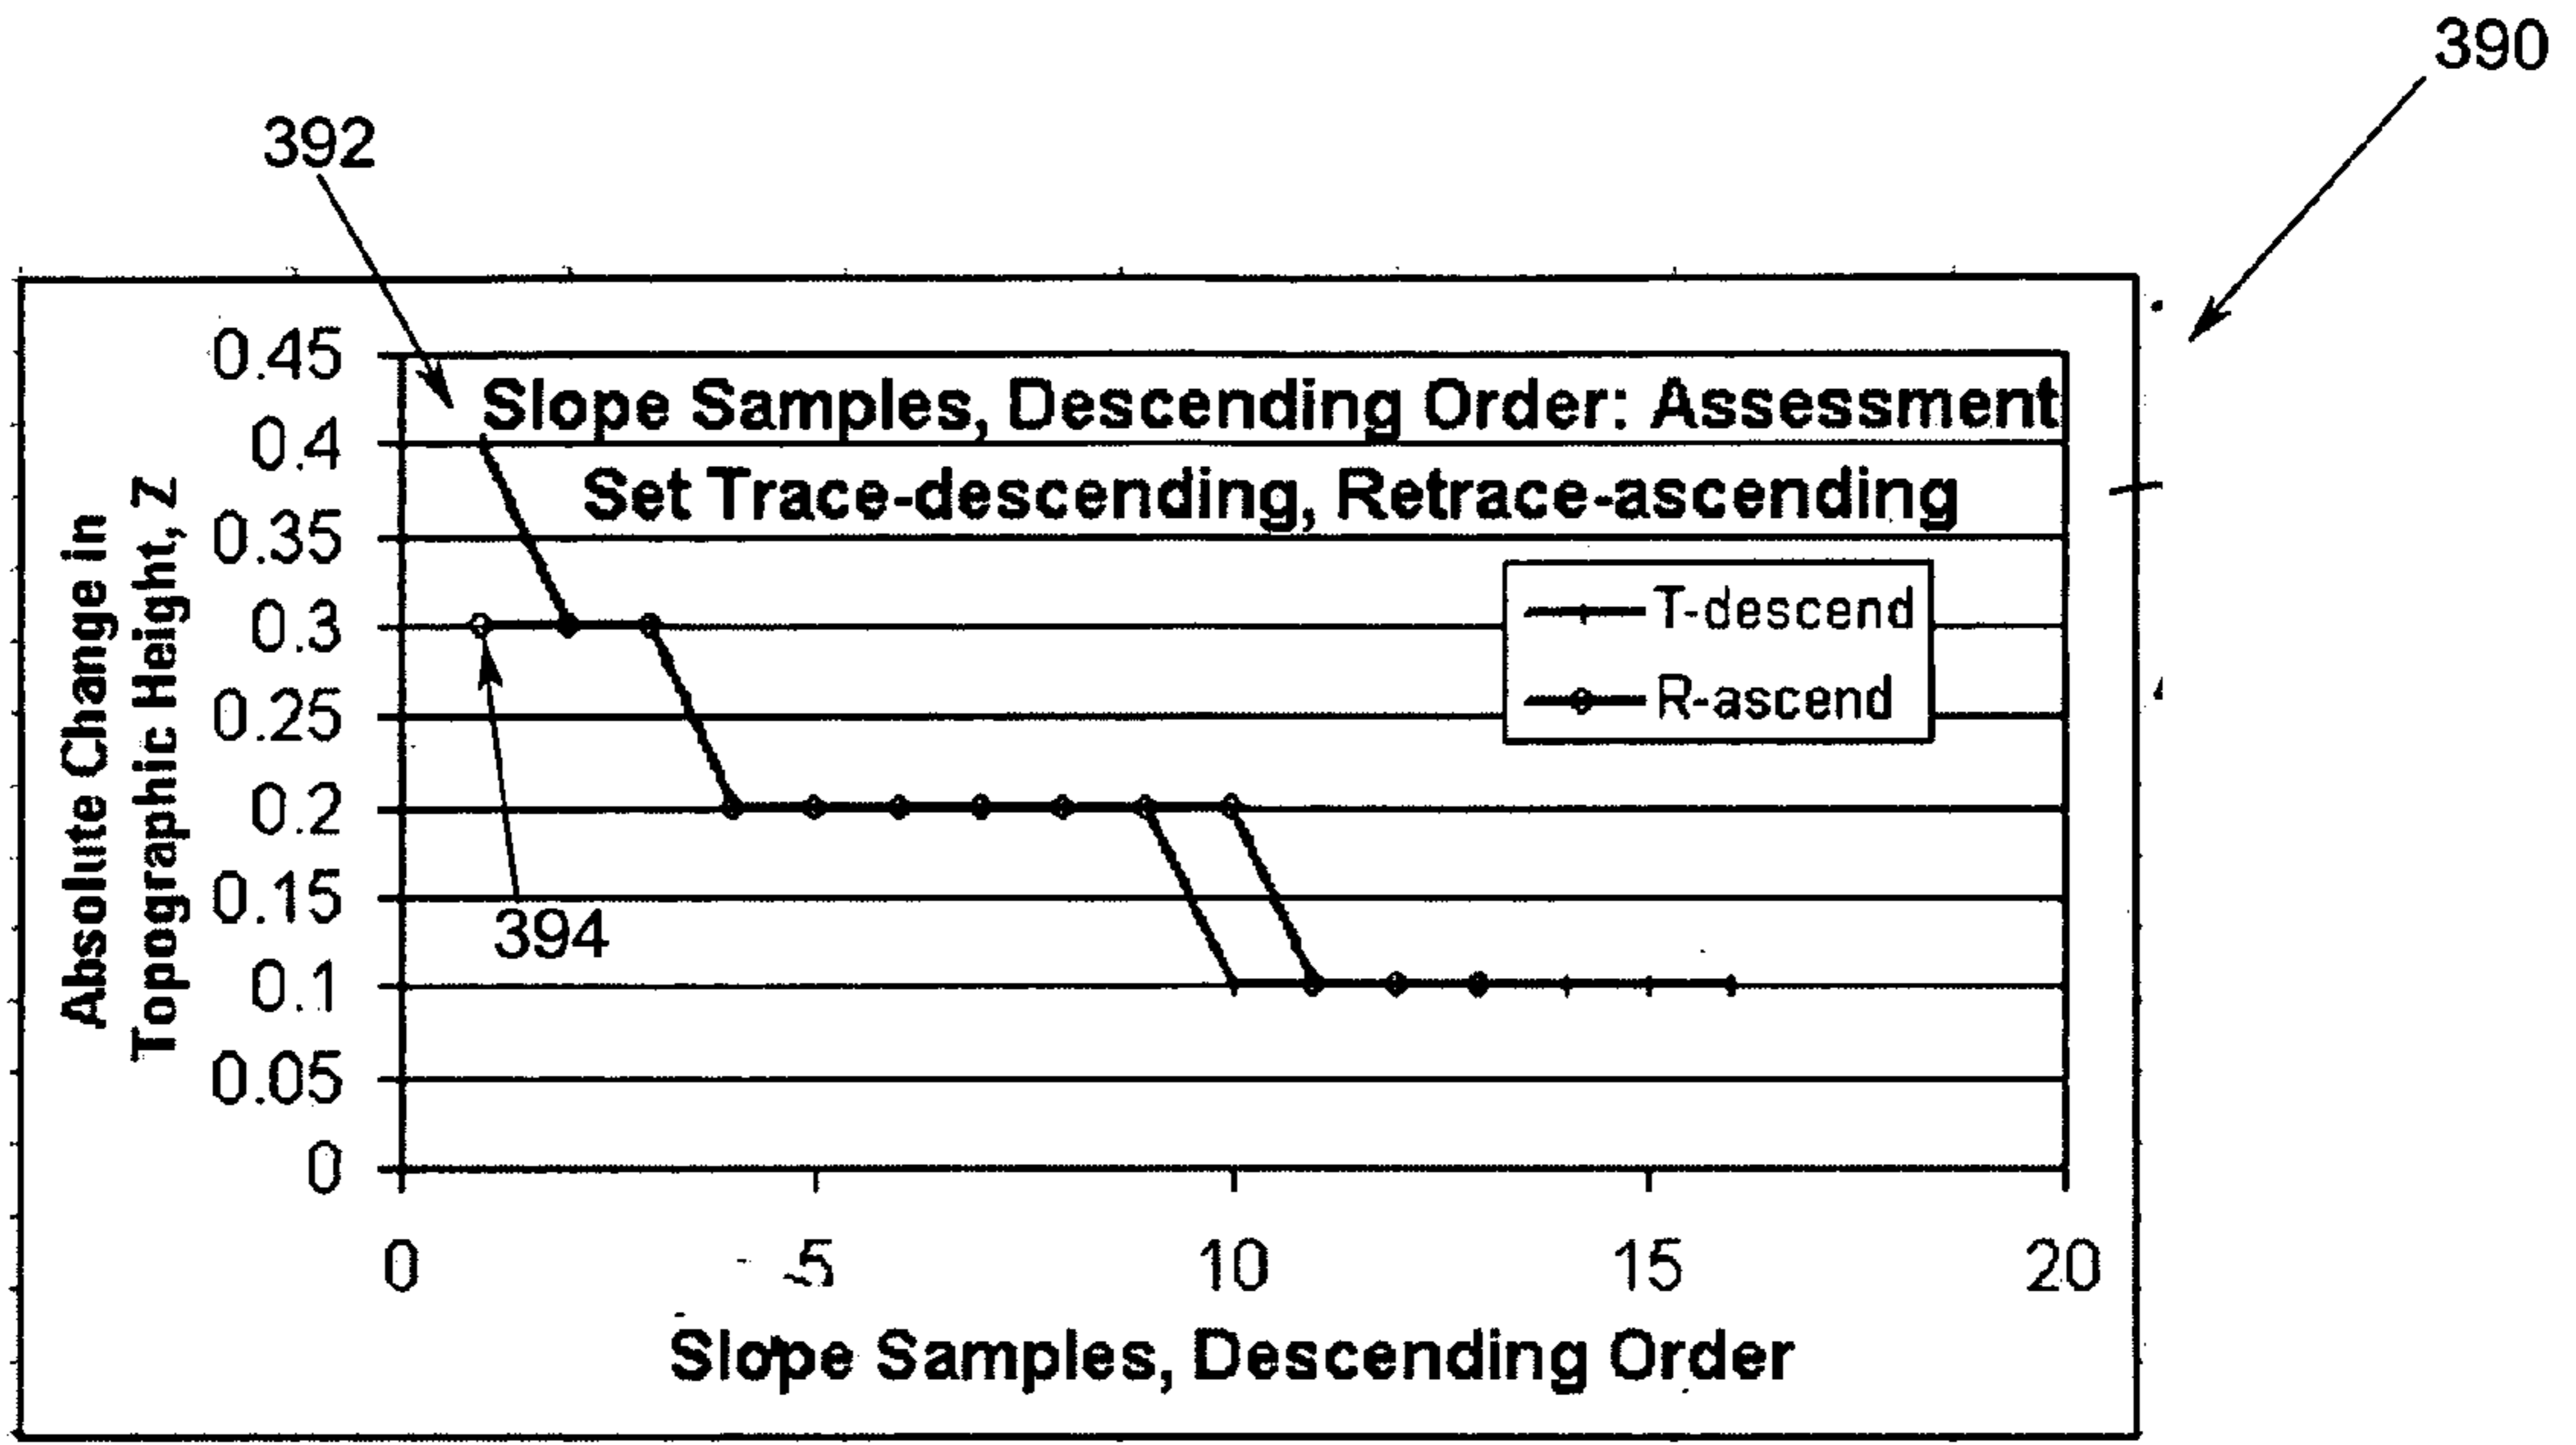 390
392
Slope Samples, Descending Order: Assessment
Set Trace-descending, Retrace-ascending
Absolute Change in
Topographic Height, Z
0.45
0.4
0.35
0.3
0.25
0.2
0.15
0.1
0.05
0
T-descend
R-ascend
394
0 5 10 15 20
Slope Samples, Descending Order